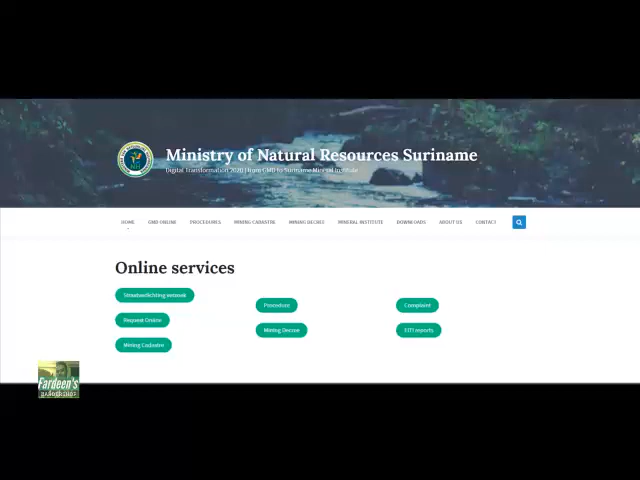 Ministry of Natural Resources Suriname
Digital Transformation 2020 | from GMD to Suriname Mineral Institute
HOME GMD ONLINE PROCEDURES MINING CADASTRE MINING DECREE MINERAL INSTITUTE DOWNLOADS ABOUT US CONTACT
Online services
Procedure
Complaint
Request Online
Mining Decree
EITI reports
Mining Cadastre
Fardeen's
BARBERSHOP